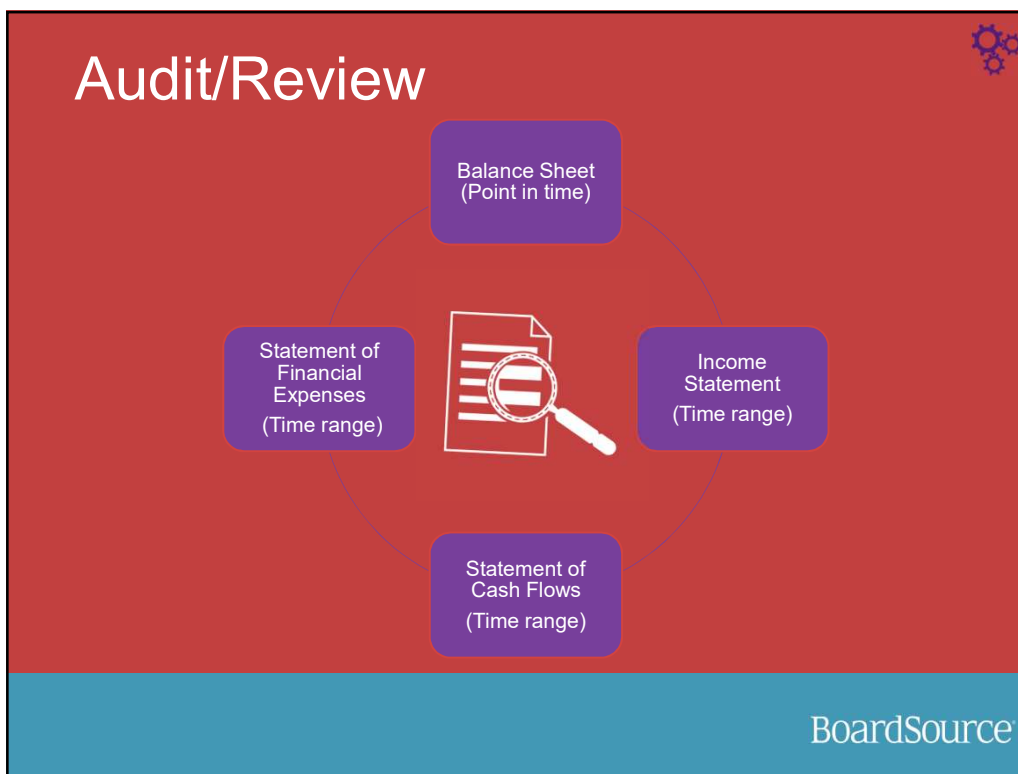 Audit/Review
Balance Sheet
(Point in time)
Statement of
Financial
Expenses
(Time range)
Income
Statement
(Time range)
Statement of
Cash Flows
(Time range)
BoardSource